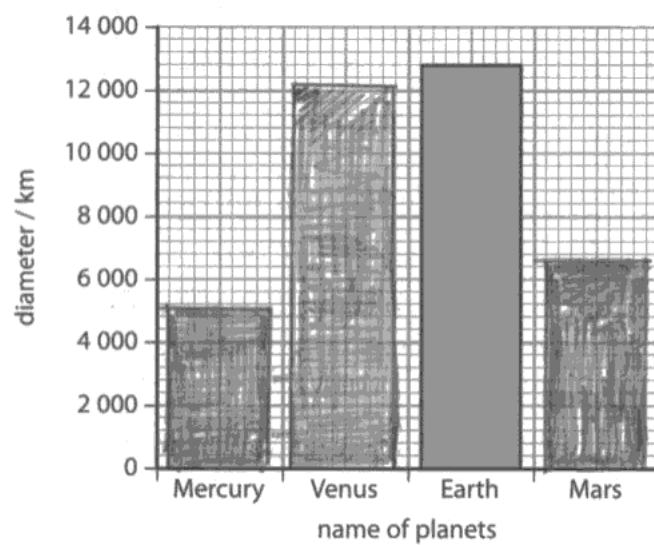 14 000
12 000
10 000
8 000
6 000
4 000
2 000
0
diameter / km
Mercury Venus Earth Mars
name of planets